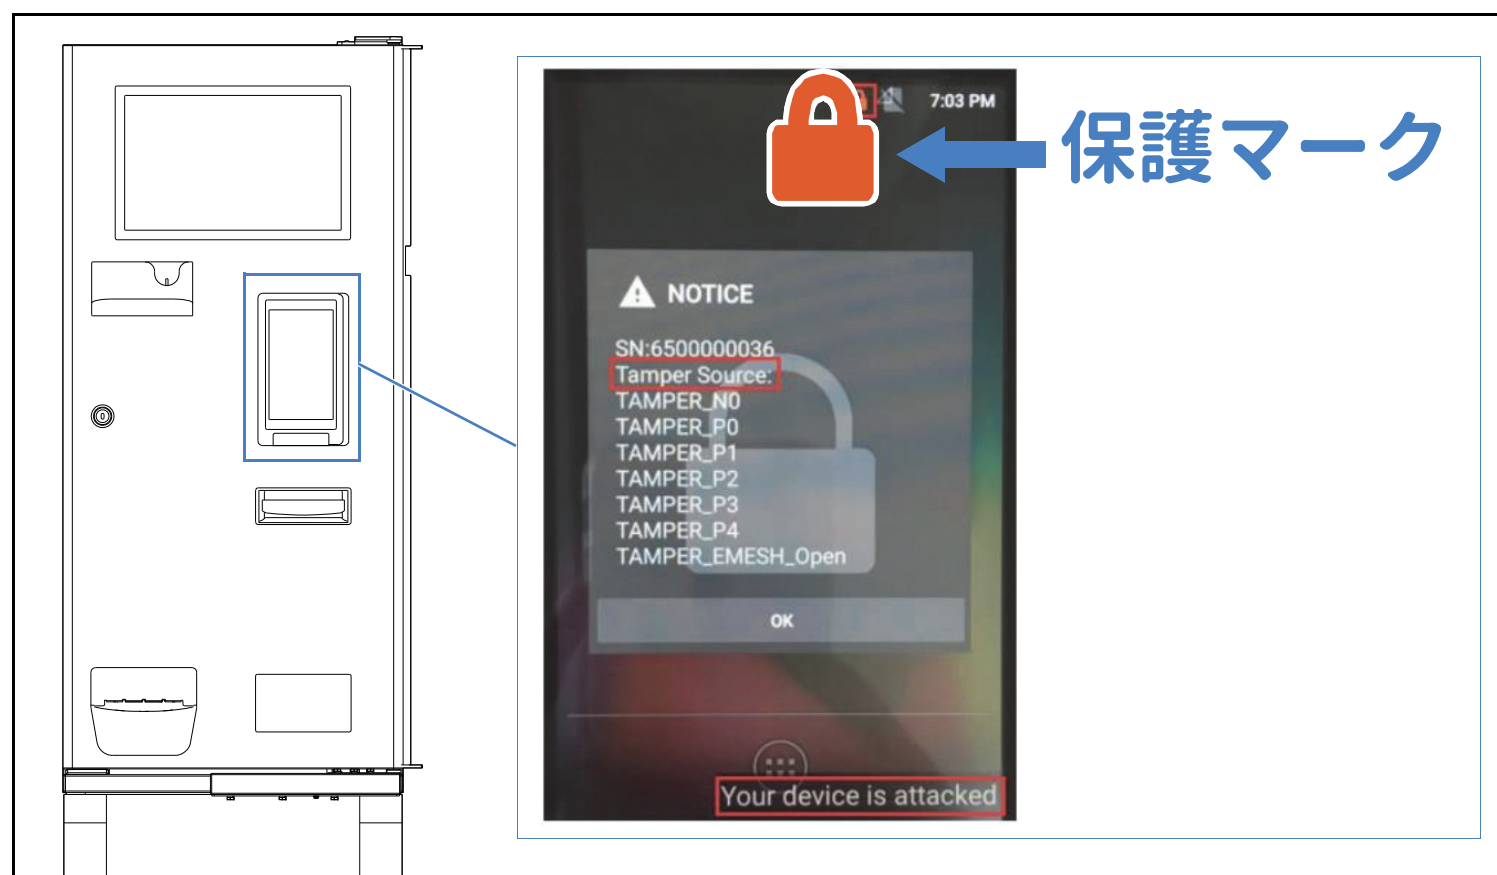 7:03 PM
保護マーク
NOTICE
SN:6500000036
Tamper Source:
TAMPER_N0
TAMPER_P0
TAMPER_P1
TAMPER_P2
TAMPER_P3
TAMPER_P4
TAMPER_EMESH_Open
OK
Your device is attacked